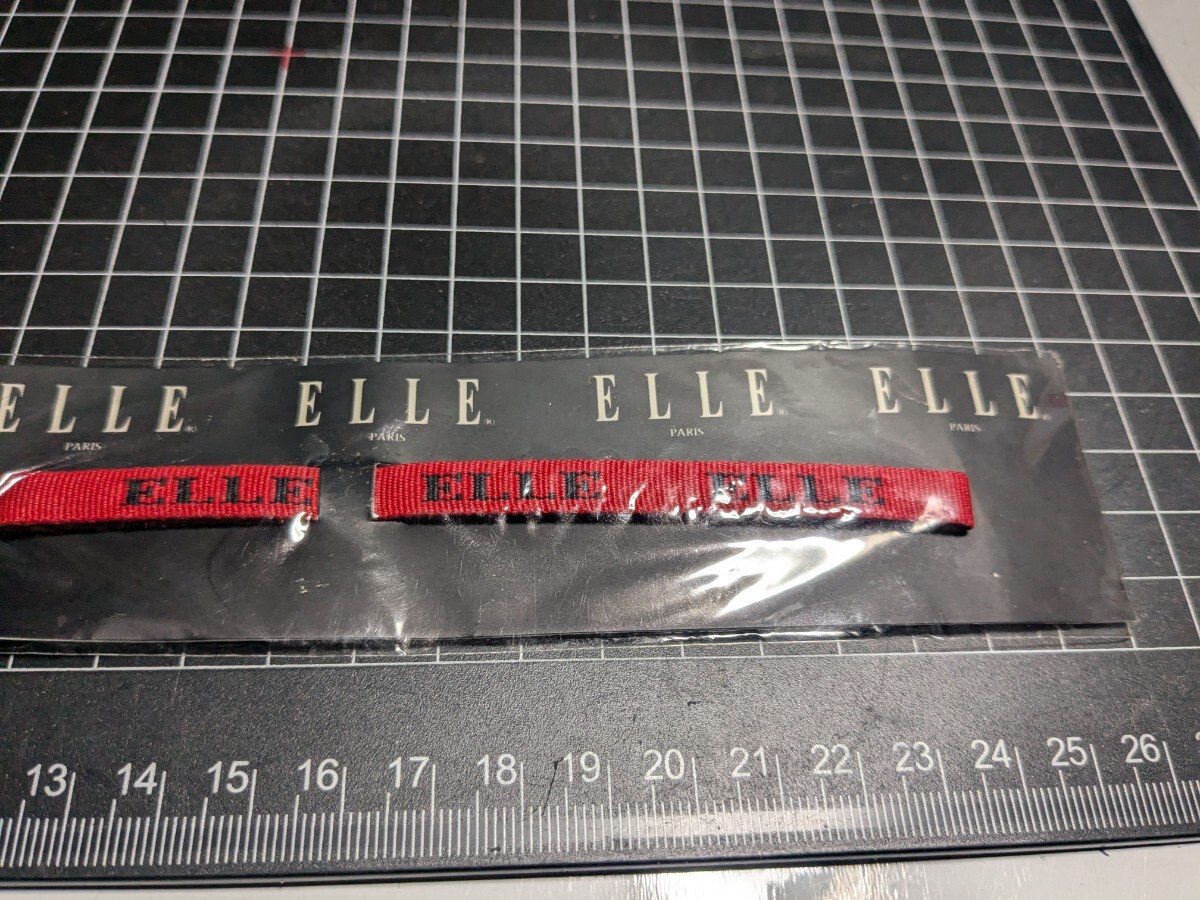 ELLE® ELLE® ELLE® ELLE®
PARIS PARIS PARIS PARIS
ELLE ELLE ELLE
13 14 15 16 17 18 19 20 21 22 23 24 25 26